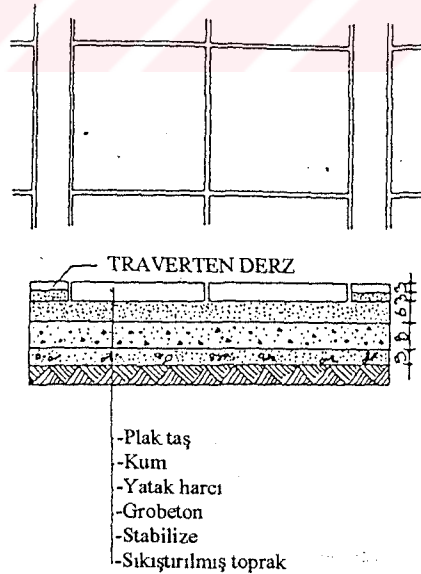 TRAVERTEN DERZ
-Plak taş
-Kum
-Yatak harcı
-Grobeton
-Stabilize
-Sıkıştırılmış toprak